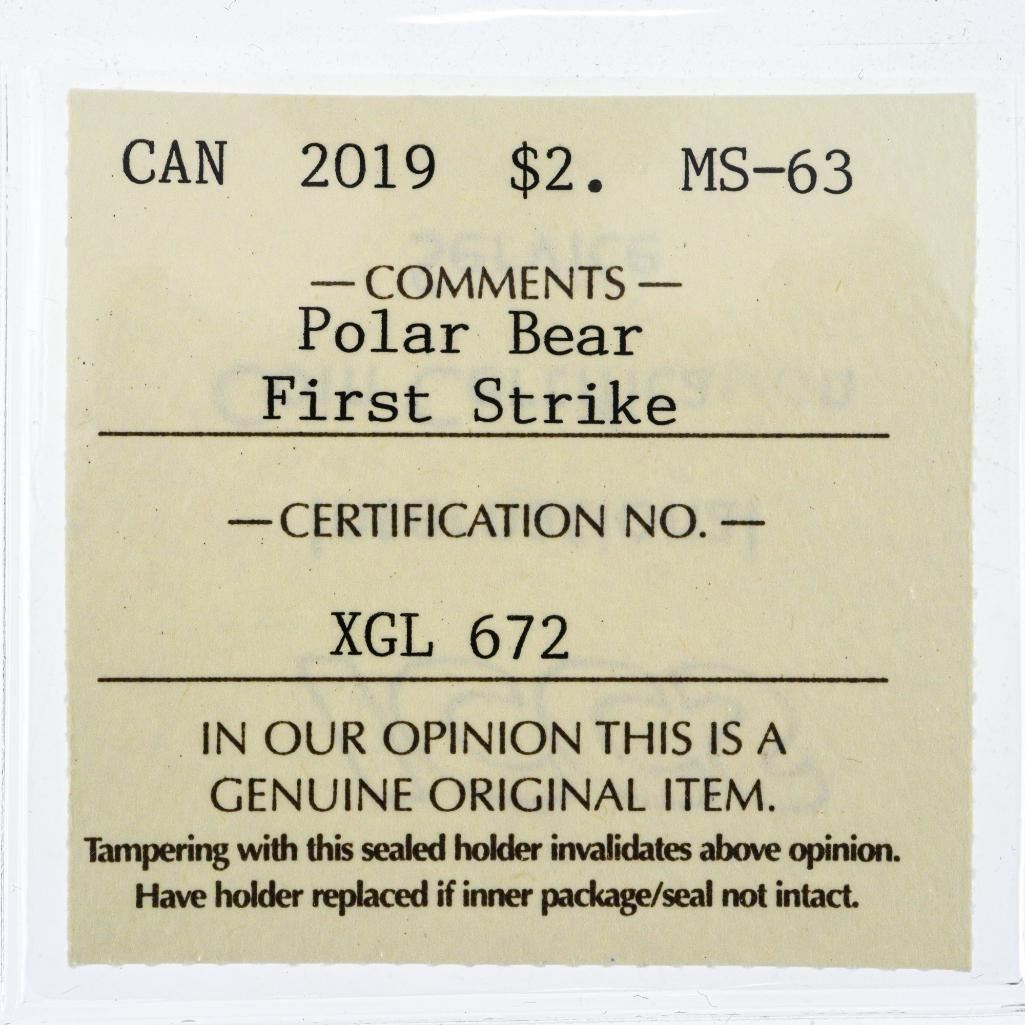 CAN 2019 $2. MS-63
— COMMENTS —
Polar Bear
First Strike
— CERTIFICATION NO. —
XGL 672
IN OUR OPINION THIS IS A
GENUINE ORIGINAL ITEM.
Tampering with this sealed holder invalidates above opinion.
Have holder replaced if inner package/seal not intact.